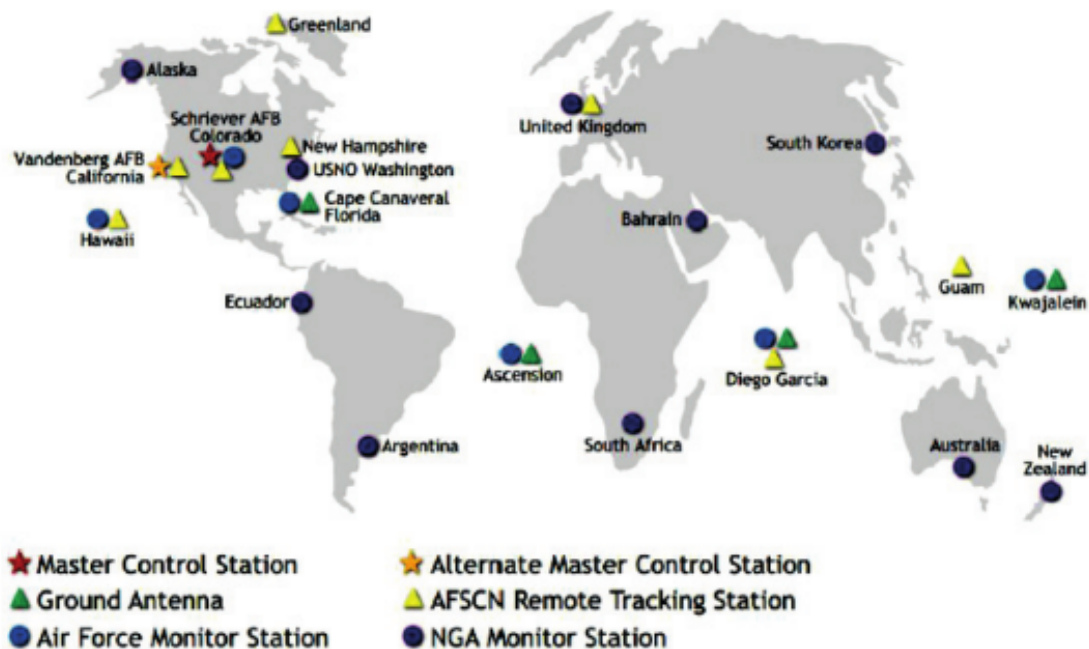 Greenland
Alaska
Schriever AFB
Colorado
United Kingdom
New Hampshire
South Korea
Vandenberg AFB
California
USNO Washington
Cape Canaveral
Florida
Bahrain
Hawaii
Guam
Kwajalein
Ecuador
Ascension
Diego Garcia
Argentina
South Africa
Australia
New
Zealand
Master Control Station
Alternate Master Control Station
Ground Antenna
AFSCN Remote Tracking Station
Air Force Monitor Station
NGA Monitor Station